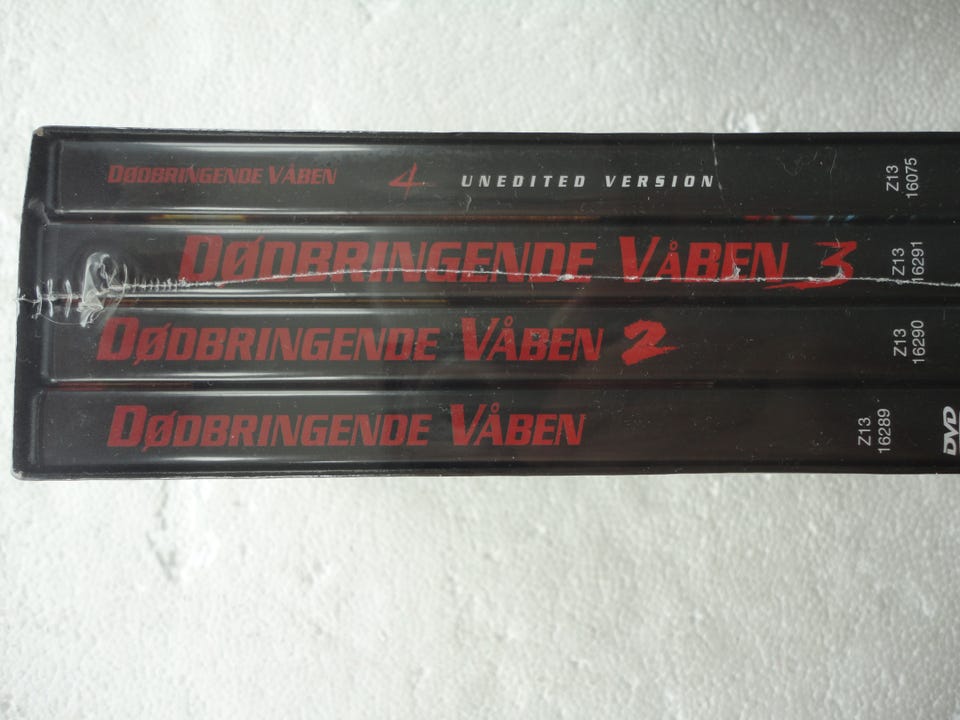 DØDBRINGENDE VÅBEN 4 UNEDITED VERSION
Z13
16075
DØDBRINGENDE VÅBEN 3
Z13
16291
DØDBRINGENDE VÅBEN 2
Z13
16290
DØDBRINGENDE VÅBEN
Z13
16289
DVD